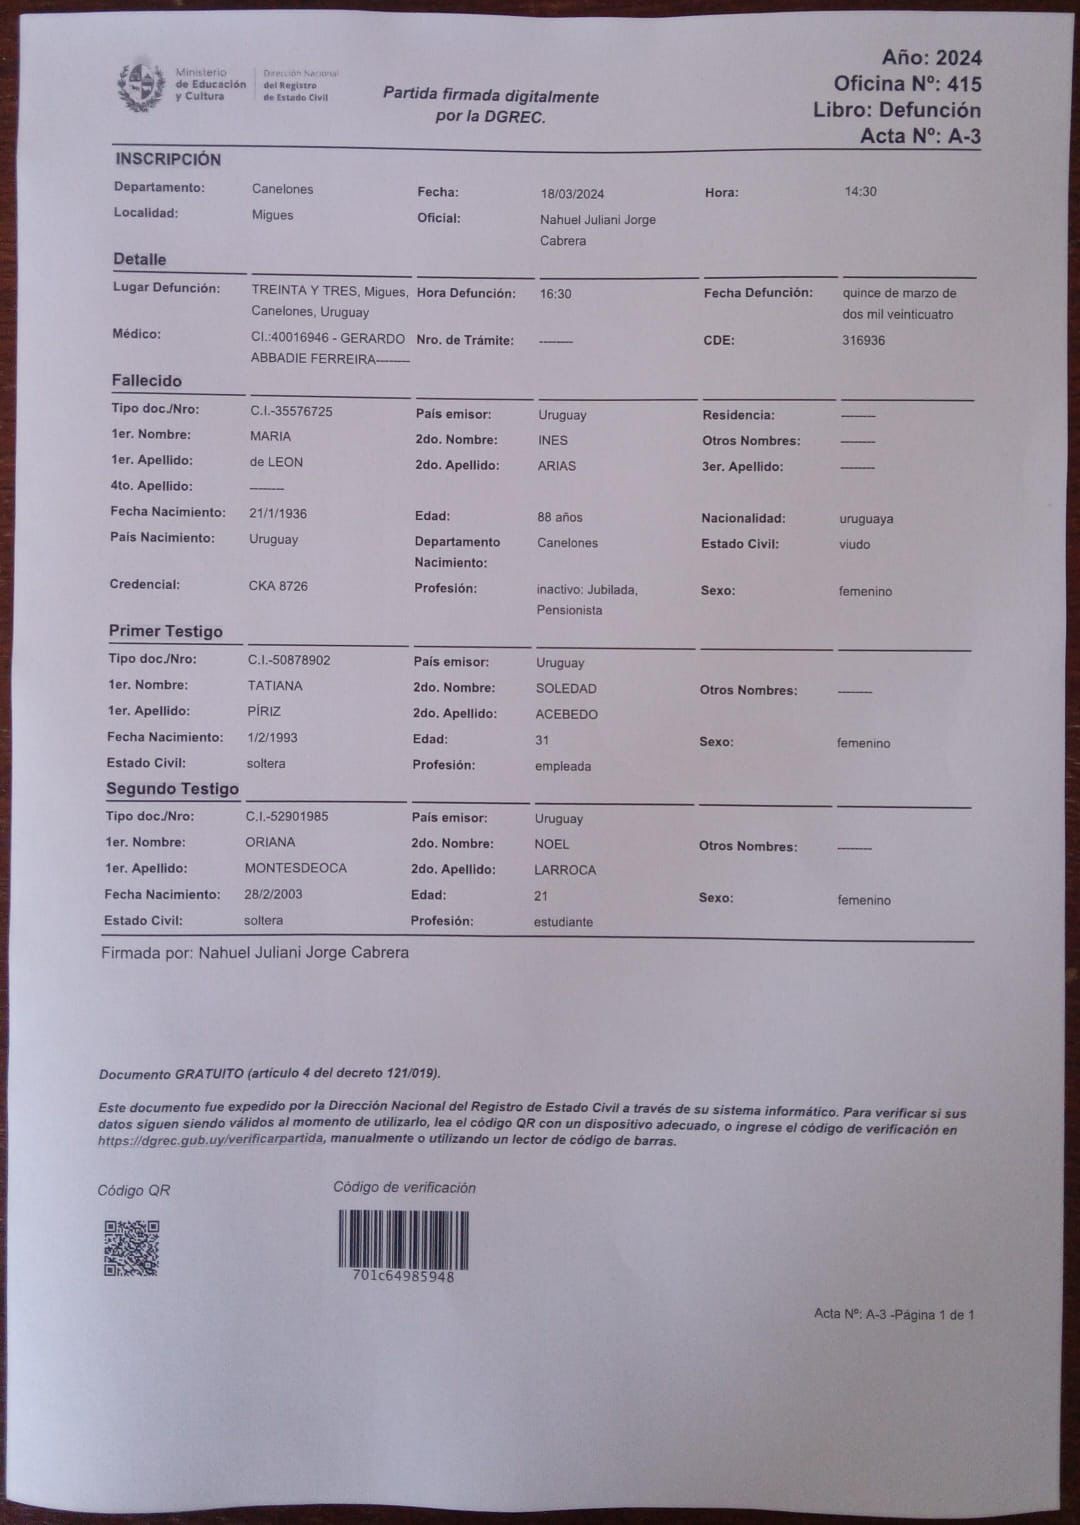 Ministerio
de Educación
y Cultura
Dirección Nacional
del Registro
de Estado Civil
Partida firmada digitalmente
por la DGREC.
Año: 2024
Oficina Nº: 415
Libro: Defunción
Acta Nº: A-3
INSCRIPCIÓN
Departamento: Canelones Fecha: 18/03/2024 Hora: 14:30
Localidad: Migues Oficial: Nahuel Juliani Jorge
Cabrera
Detalle
Lugar Defunción: TREINTA Y TRES, Migues, Hora Defunción: 16:30 Fecha Defunción: quince de marzo de
Canelones, Uruguay dos mil veinticuatro
Médico: CI.:40016946 - GERARDO Nro. de Trámite: -------- CDE: 316936
ABBADIE FERREIRA--------
Fallecido
Tipo doc./Nro: C.I.-35576725 País emisor: Uruguay Residencia: --------
1er. Nombre: MARIA 2do. Nombre: INES Otros Nombres: --------
1er. Apellido: de LEON 2do. Apellido: ARIAS 3er. Apellido: --------
4to. Apellido: --------
Fecha Nacimiento: 21/1/1936 Edad: 88 años Nacionalidad: uruguaya
País Nacimiento: Uruguay Departamento Canelones Estado Civil: viudo
Nacimiento:
Credencial: CKA 8726 Profesión: inactivo: Jubilada, Sexo: femenino
Pensionista
Primer Testigo
Tipo doc./Nro: C.I.-50878902 País emisor: Uruguay
1er. Nombre: TATIANA 2do. Nombre: SOLEDAD Otros Nombres: --------
1er. Apellido: PÍRIZ 2do. Apellido: ACEBEDO
Fecha Nacimiento: 1/2/1993 Edad: 31 Sexo: femenino
Estado Civil: soltera Profesión: empleada
Segundo Testigo
Tipo doc./Nro: C.I.-52901985 País emisor: Uruguay
1er. Nombre: ORIANA 2do. Nombre: NOEL Otros Nombres: --------
1er. Apellido: MONTESDEOCA 2do. Apellido: LARROCA
Fecha Nacimiento: 28/2/2003 Edad: 21 Sexo: femenino
Estado Civil: soltera Profesión: estudiante
Firmada por: Nahuel Juliani Jorge Cabrera
Documento GRATUITO (artículo 4 del decreto 121/019).
Este documento fue expedido por la Dirección Nacional del Registro de Estado Civil a través de su sistema informático. Para verificar si sus
datos siguen siendo válidos al momento de utilizarlo, lea el código QR con un dispositivo adecuado, o ingrese el código de verificación en
https://dgrec.gub.uy/verificarpartida, manualmente o utilizando un lector de código de barras.
Código QR
Código de verificación
701c64985948
Acta Nº: A-3 -Página 1 de 1